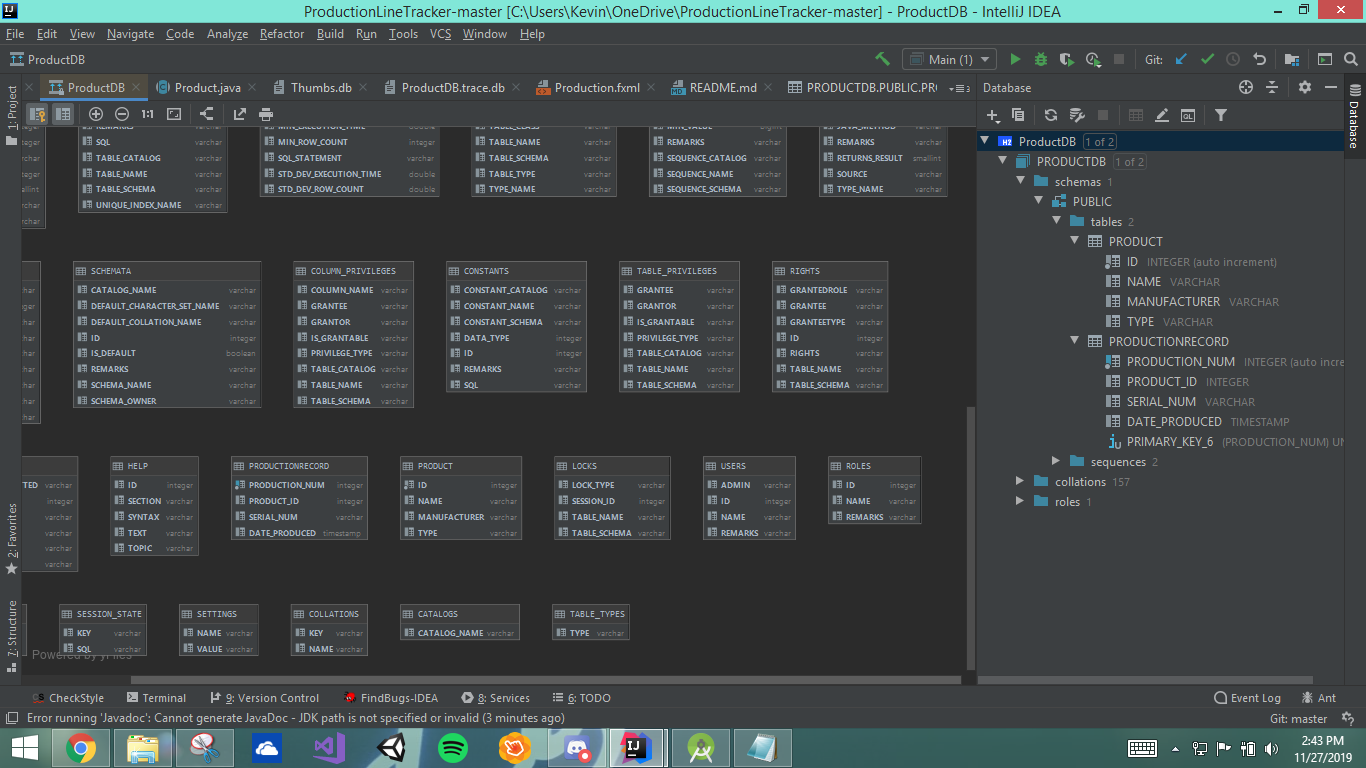 ProductionLineTracker-master [C:\Users\Kevin\OneDrive\ProductionLineTracker-master] - ProductDB - IntelliJ IDEA
File Edit View Navigate Code Analyze Refactor Build Run Tools VCS Window Help
ProductDB Main (1) Git:
ProductDB Product.java Thumbs.db ProductDB.trace.db Production.fxml README.md PRODUCTDB.PUBLIC.PR
Database
1:1
1: Project
2: Favorites
7: Structure
REMARKS varchar
SQL varchar
TABLE_CATALOG varchar
TABLE_NAME varchar
TABLE_SCHEMA varchar
UNIQUE_INDEX_NAME varchar
MIN_EXECUTION_TIME double
MIN_ROW_COUNT integer
SQL_STATEMENT varchar
STD_DEV_EXECUTION_TIME double
STD_DEV_ROW_COUNT double
TABLE_CLASS varchar
TABLE_NAME varchar
TABLE_SCHEMA varchar
TABLE_TYPE varchar
TYPE_NAME varchar
MIN_VALUE bigint
REMARKS varchar
SEQUENCE_CATALOG varchar
SEQUENCE_NAME varchar
SEQUENCE_SCHEMA varchar
JAVA_METHOD varchar
REMARKS varchar
RETURNS_RESULT smallint
SOURCE varchar
TYPE_NAME varchar
SCHEMATA
CATALOG_NAME varchar
DEFAULT_CHARACTER_SET_NAME varchar
DEFAULT_COLLATION_NAME varchar
ID integer
IS_DEFAULT boolean
REMARKS varchar
SCHEMA_NAME varchar
SCHEMA_OWNER varchar
COLUMN_PRIVILEGES
COLUMN_NAME varchar
GRANTEE varchar
GRANTOR varchar
IS_GRANTABLE varchar
PRIVILEGE_TYPE varchar
TABLE_CATALOG varchar
TABLE_NAME varchar
TABLE_SCHEMA varchar
CONSTANTS
CONSTANT_CATALOG varchar
CONSTANT_NAME varchar
CONSTANT_SCHEMA varchar
DATA_TYPE integer
ID integer
REMARKS varchar
SQL varchar
TABLE_PRIVILEGES
GRANTEE varchar
GRANTOR varchar
IS_GRANTABLE varchar
PRIVILEGE_TYPE varchar
TABLE_CATALOG varchar
TABLE_NAME varchar
TABLE_SCHEMA varchar
RIGHTS
GRANTEDROLE varchar
GRANTEE varchar
GRANTEETYPE varchar
ID integer
RIGHTS varchar
TABLE_NAME varchar
TABLE_SCHEMA varchar
TED varchar
integer
varchar
varchar
varchar
varchar
HELP
ID integer
SECTION varchar
SYNTAX varchar
TEXT varchar
TOPIC varchar
PRODUCTIONRECORD
PRODUCTION_NUM integer
PRODUCT_ID integer
SERIAL_NUM varchar
DATE_PRODUCED timestamp
PRODUCT
ID integer
NAME varchar
MANUFACTURER varchar
TYPE varchar
LOCKS
LOCK_TYPE varchar
SESSION_ID integer
TABLE_NAME varchar
TABLE_SCHEMA varchar
USERS
ADMIN varchar
ID integer
NAME varchar
REMARKS varchar
ROLES
ID integer
NAME varchar
REMARKS varchar
SESSION_STATE
KEY varchar
SQL varchar
SETTINGS
NAME varchar
VALUE varchar
COLLATIONS
KEY varchar
NAME varchar
CATALOGS
CATALOG_NAME varchar
TABLE_TYPES
TYPE varchar
Powered by yFiles
ProductDB 1 of 2
PRODUCTDB 1 of 2
schemas 1
PUBLIC
tables 2
PRODUCT
ID INTEGER (auto increment)
NAME VARCHAR
MANUFACTURER VARCHAR
TYPE VARCHAR
PRODUCTIONRECORD
PRODUCTION_NUM INTEGER (auto incre
PRODUCT_ID INTEGER
SERIAL_NUM VARCHAR
DATE_PRODUCED TIMESTAMP
PRIMARY_KEY_6 (PRODUCTION_NUM) UN
sequences 2
collations 157
roles 1
Database
CheckStyle Terminal 9: Version Control FindBugs-IDEA 8: Services 6: TODO Event Log Ant
Error running 'Javadoc': Cannot generate JavaDoc - JDK path is not specified or invalid (3 minutes ago) Git: master
2:43 PM
11/27/2019